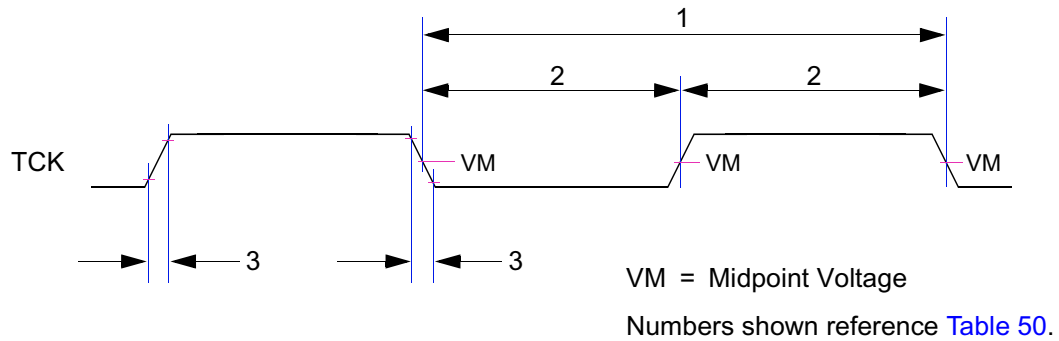 1
2 2
TCK VM VM VM
3 3
VM = Midpoint Voltage
Numbers shown reference Table 50.